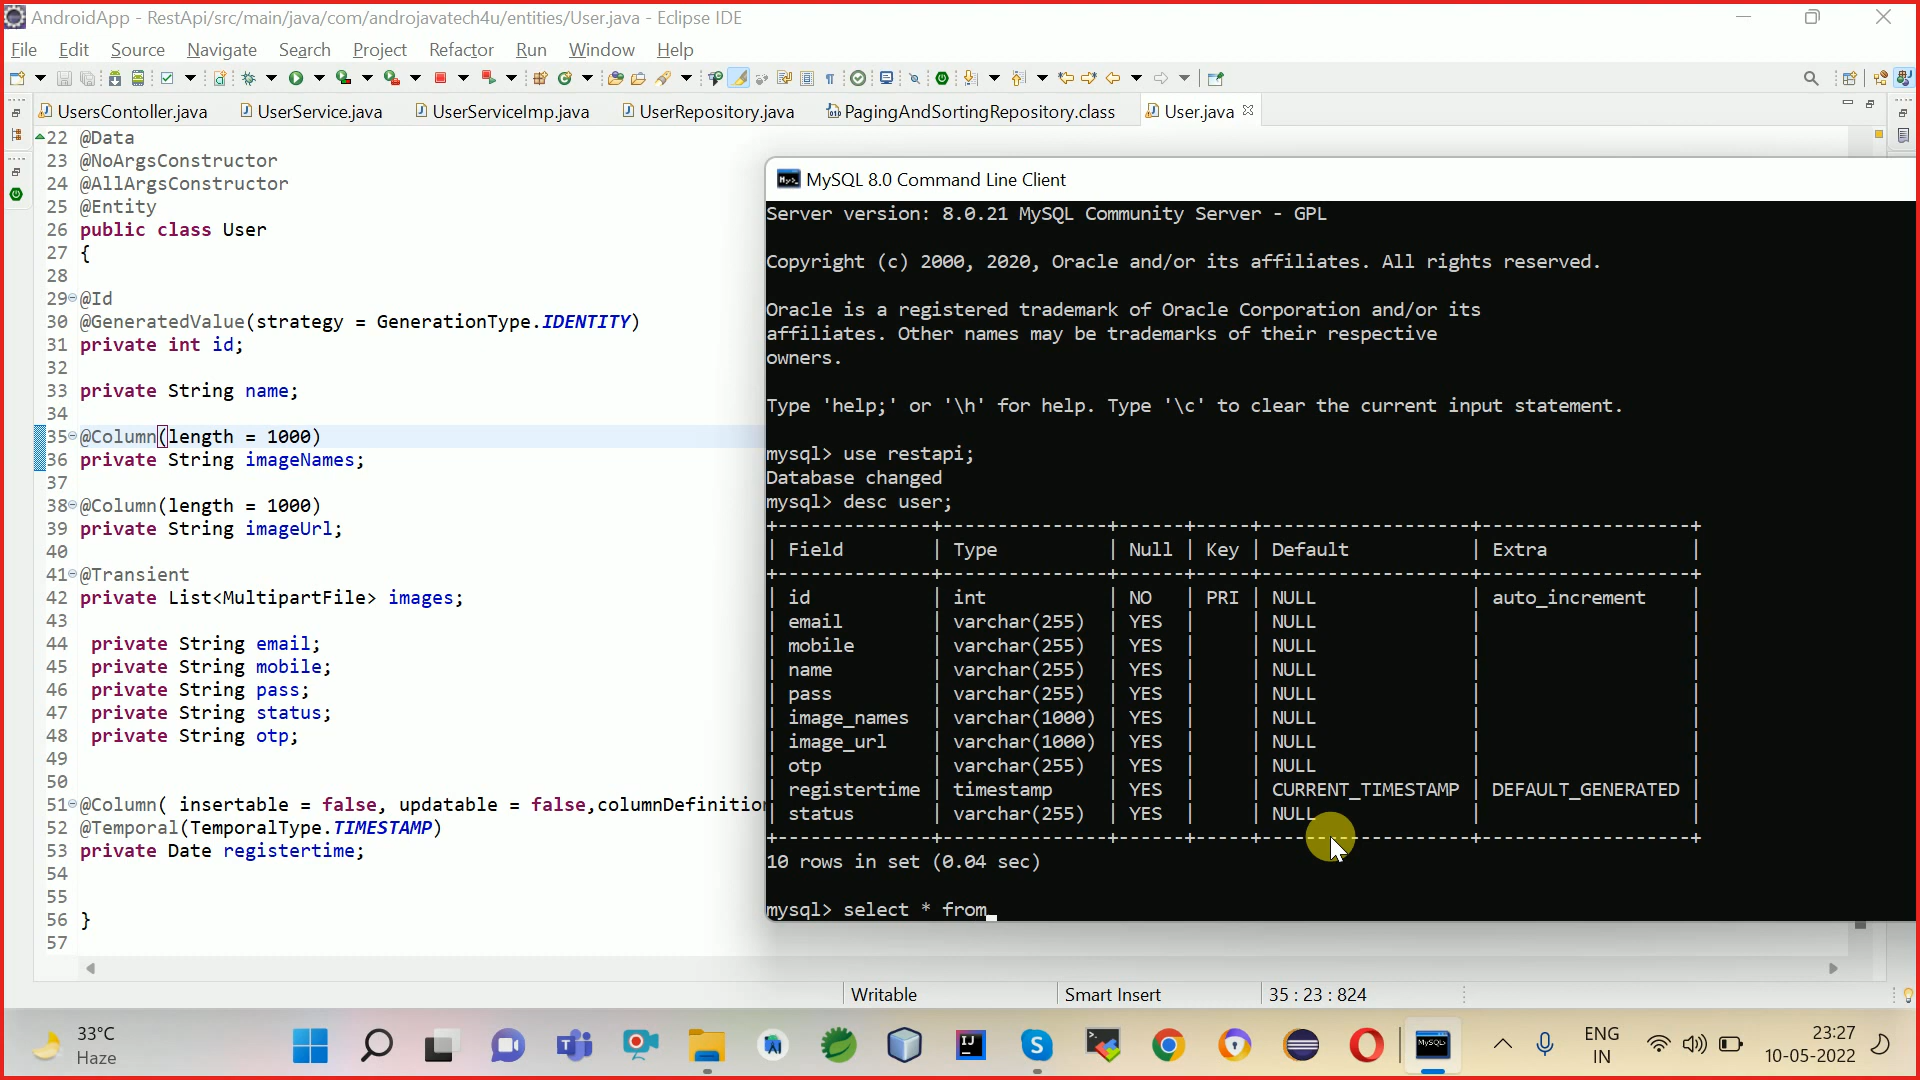 AndroidApp - RestApi/src/main/java/com/androjavatech4u/entities/User.java - Eclipse IDE
File Edit Source Navigate Search Project Refactor Run Window Help
UsersContoller.java UserService.java UserServiceImp.java UserRepository.java PagingAndSortingRepository.class User.java
22 @Data
23 @NoArgsConstructor
24 @AllArgsConstructor
25 @Entity
26 public class User
27 {
28
29 @Id
30 @GeneratedValue(strategy = GenerationType.IDENTITY)
31 private int id;
32
33 private String name;
34
35 @Column(length = 1000)
36 private String imageNames;
37
38 @Column(length = 1000)
39 private String imageUrl;
40
41 @Transient
42 private List<MultipartFile> images;
43
44 private String email;
45 private String mobile;
46 private String pass;
47 private String status;
48 private String otp;
49
50
51 @Column( insertable = false, updatable = false,columnDefinition
52 @Temporal(TemporalType.TIMESTAMP)
53 private Date registertime;
54
55
56 }
57
MySQL 8.0 Command Line Client
Server version: 8.0.21 MySQL Community Server - GPL
Copyright (c) 2000, 2020, Oracle and/or its affiliates. All rights reserved.
Oracle is a registered trademark of Oracle Corporation and/or its
affiliates. Other names may be trademarks of their respective
owners.
Type 'help;' or '\h' for help. Type '\c' to clear the current input statement.
mysql> use restapi;
Database changed
mysql> desc user;
+---------------+---------------+------+-----+-------------------+-------------------+
| Field | Type | Null | Key | Default | Extra |
+---------------+---------------+------+-----+-------------------+-------------------+
| id | int | NO | PRI | NULL | auto_increment |
| email | varchar(255) | YES | | NULL | |
| mobile | varchar(255) | YES | | NULL | |
| name | varchar(255) | YES | | NULL | |
| pass | varchar(255) | YES | | NULL | |
| image_names | varchar(1000) | YES | | NULL | |
| image_url | varchar(1000) | YES | | NULL | |
| otp | varchar(255) | YES | | NULL | |
| registertime | timestamp | YES | | CURRENT_TIMESTAMP | DEFAULT_GENERATED |
| status | varchar(255) | YES | | NULL | |
+---------------+---------------+------+-----+-------------------+-------------------+
10 rows in set (0.04 sec)
mysql> select * from
Writable Smart Insert 35 : 23 : 824
33°C
Haze
ENG
IN
23:27
10-05-2022